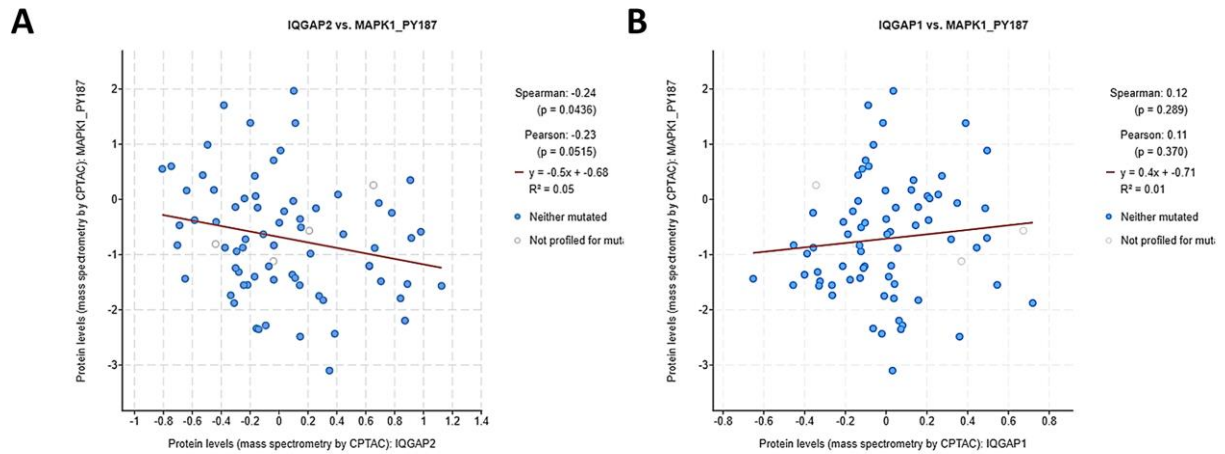 A
IQGAP2 vs. MAPK1_PY187
Protein levels (mass spectrometry by CPTAC): MAPK1_PY187
2
1
0
-1
-2
-3
-1
-0.8
-0.6
-0.4
-0.2
0
0.2
0.4
0.6
0.8
1
1.2
1.4
Protein levels (mass spectrometry by CPTAC): IQGAP2
Spearman: -0.24
(p = 0.0436)
Pearson: -0.23
(p = 0.0515)
y = -0.5x + -0.68
R² = 0.05
Neither mutated
Not profiled for muta
B
IQGAP1 vs. MAPK1_PY187
Protein levels (mass spectrometry by CPTAC): MAPK1_PY187
2
1
0
-1
-2
-3
-0.8
-0.6
-0.4
-0.2
0
0.2
0.4
0.6
0.8
Protein levels (mass spectrometry by CPTAC): IQGAP1
Spearman: 0.12
(p = 0.289)
Pearson: 0.11
(p = 0.370)
y = 0.4x + -0.71
R² = 0.01
Neither mutated
Not profiled for muta